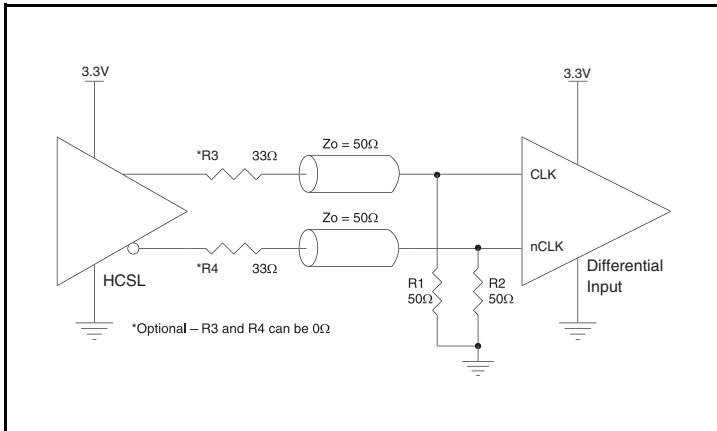 3.3V
3.3V
*R3
33Ω
Zo = 50Ω
CLK
Zo = 50Ω
nCLK
*R4
33Ω
HCSL
R1
50Ω
R2
50Ω
Differential
Input
*Optional – R3 and R4 can be 0Ω